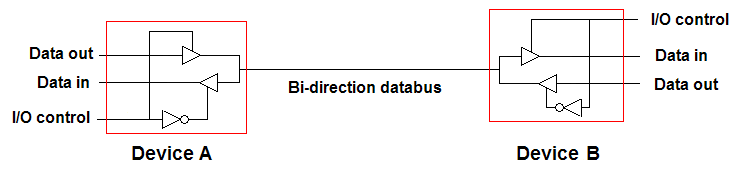 Data out
Data in
I/O control
Device A
Bi-direction databus
I/O control
Data in
Data out
Device B